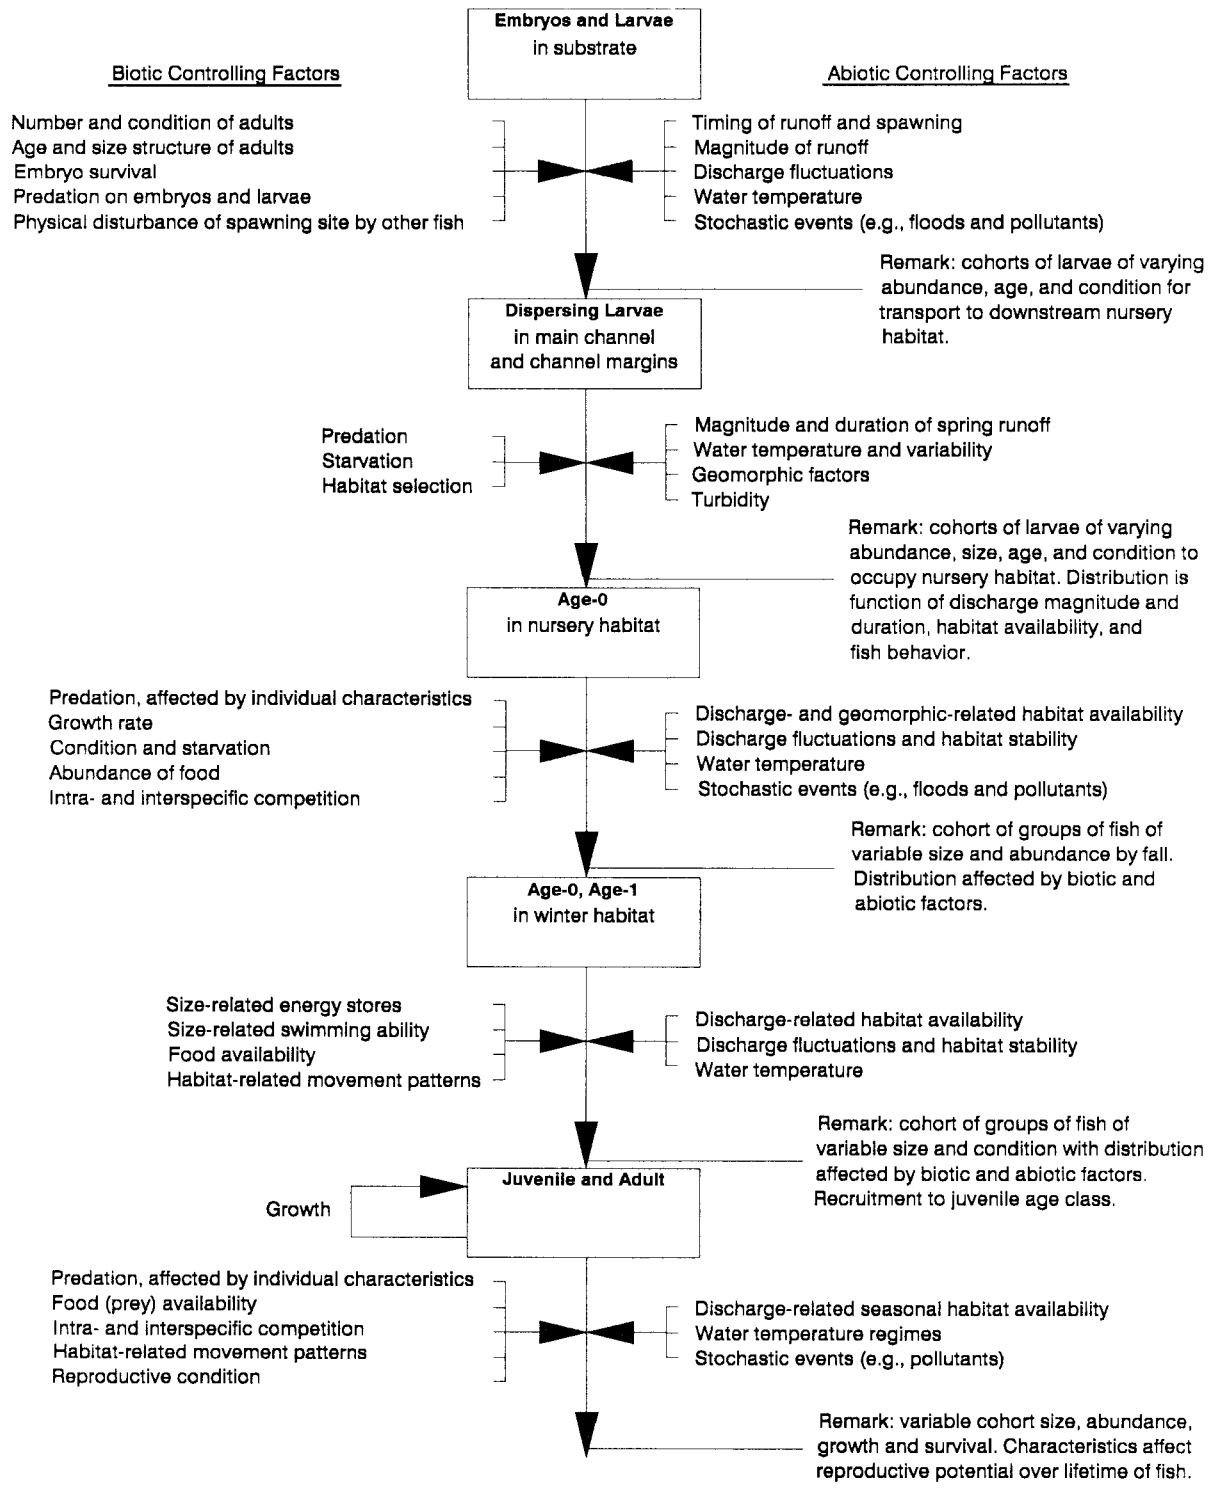 Embryos and Larvae
in substrate
Biotic Controlling Factors
Abiotic Controlling Factors
Number and condition of adults
Age and size structure of adults
Embryo survival
Predation on embryos and larvae
Physical disturbance of spawning site by other fish
Timing of runoff and spawning
Magnitude of runoff
Discharge fluctuations
Water temperature
Stochastic events (e.g., floods and pollutants)
Remark: cohorts of larvae of varying
abundance, age, and condition for
transport to downstream nursery
habitat.
Dispersing Larvae
in main channel
and channel margins
Predation
Starvation
Habitat selection
Magnitude and duration of spring runoff
Water temperature and variability
Geomorphic factors
Turbidity
Remark: cohorts of larvae of varying
abundance, size, age, and condition to
occupy nursery habitat. Distribution is
function of discharge magnitude and
duration, habitat availability, and
fish behavior.
Age-0
in nursery habitat
Predation, affected by individual characteristics
Growth rate
Condition and starvation
Abundance of food
Intra- and interspecific competition
Discharge- and geomorphic-related habitat availability
Discharge fluctuations and habitat stability
Water temperature
Stochastic events (e.g., floods and pollutants)
Remark: cohort of groups of fish of
variable size and abundance by fall.
Distribution affected by biotic and
abiotic factors.
Age-0, Age-1
in winter habitat
Size-related energy stores
Size-related swimming ability
Food availability
Habitat-related movement patterns
Discharge-related habitat availability
Discharge fluctuations and habitat stability
Water temperature
Remark: cohort of groups of fish of
variable size and condition with distribution
affected by biotic and abiotic factors.
Recruitment to juvenile age class.
Juvenile and Adult
Growth
Predation, affected by individual characteristics
Food (prey) availability
Intra- and interspecific competition
Habitat-related movement patterns
Reproductive condition
Discharge-related seasonal habitat availability
Water temperature regimes
Stochastic events (e.g., pollutants)
Remark: variable cohort size, abundance,
growth and survival. Characteristics affect
reproductive potential over lifetime of fish.